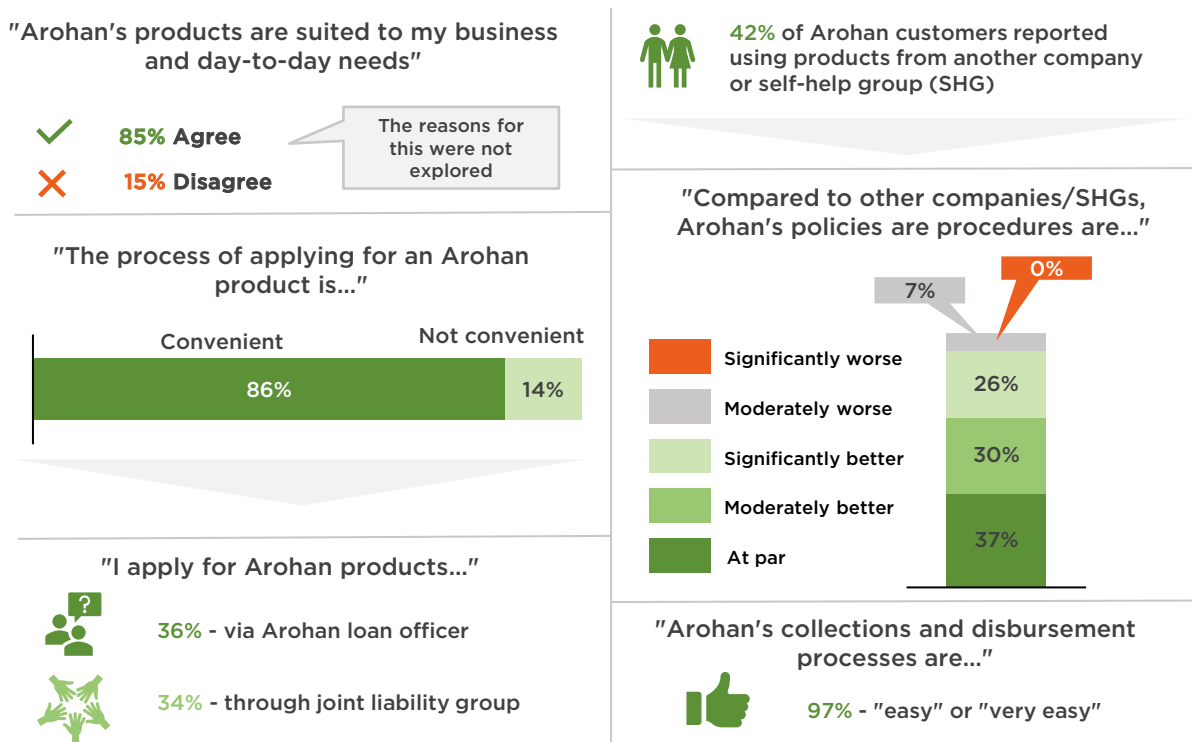 "Arohan's products are suited to my business
and day-to-day needs"
85% Agree
15% Disagree
The reasons for
this were not
explored
"The process of applying for an Arohan
product is..."
Convenient
Not convenient
86%
14%
"I apply for Arohan products..."
?
36% - via Arohan loan officer
34% - through joint liability group
42% of Arohan customers reported
using products from another company
or self-help group (SHG)
"Compared to other companies/SHGs,
Arohan's policies are procedures are..."
0%
7%
Significantly worse
Moderately worse
Significantly better
Moderately better
At par
26%
30%
37%
"Arohan's collections and disbursement
processes are..."
97% - "easy" or "very easy"